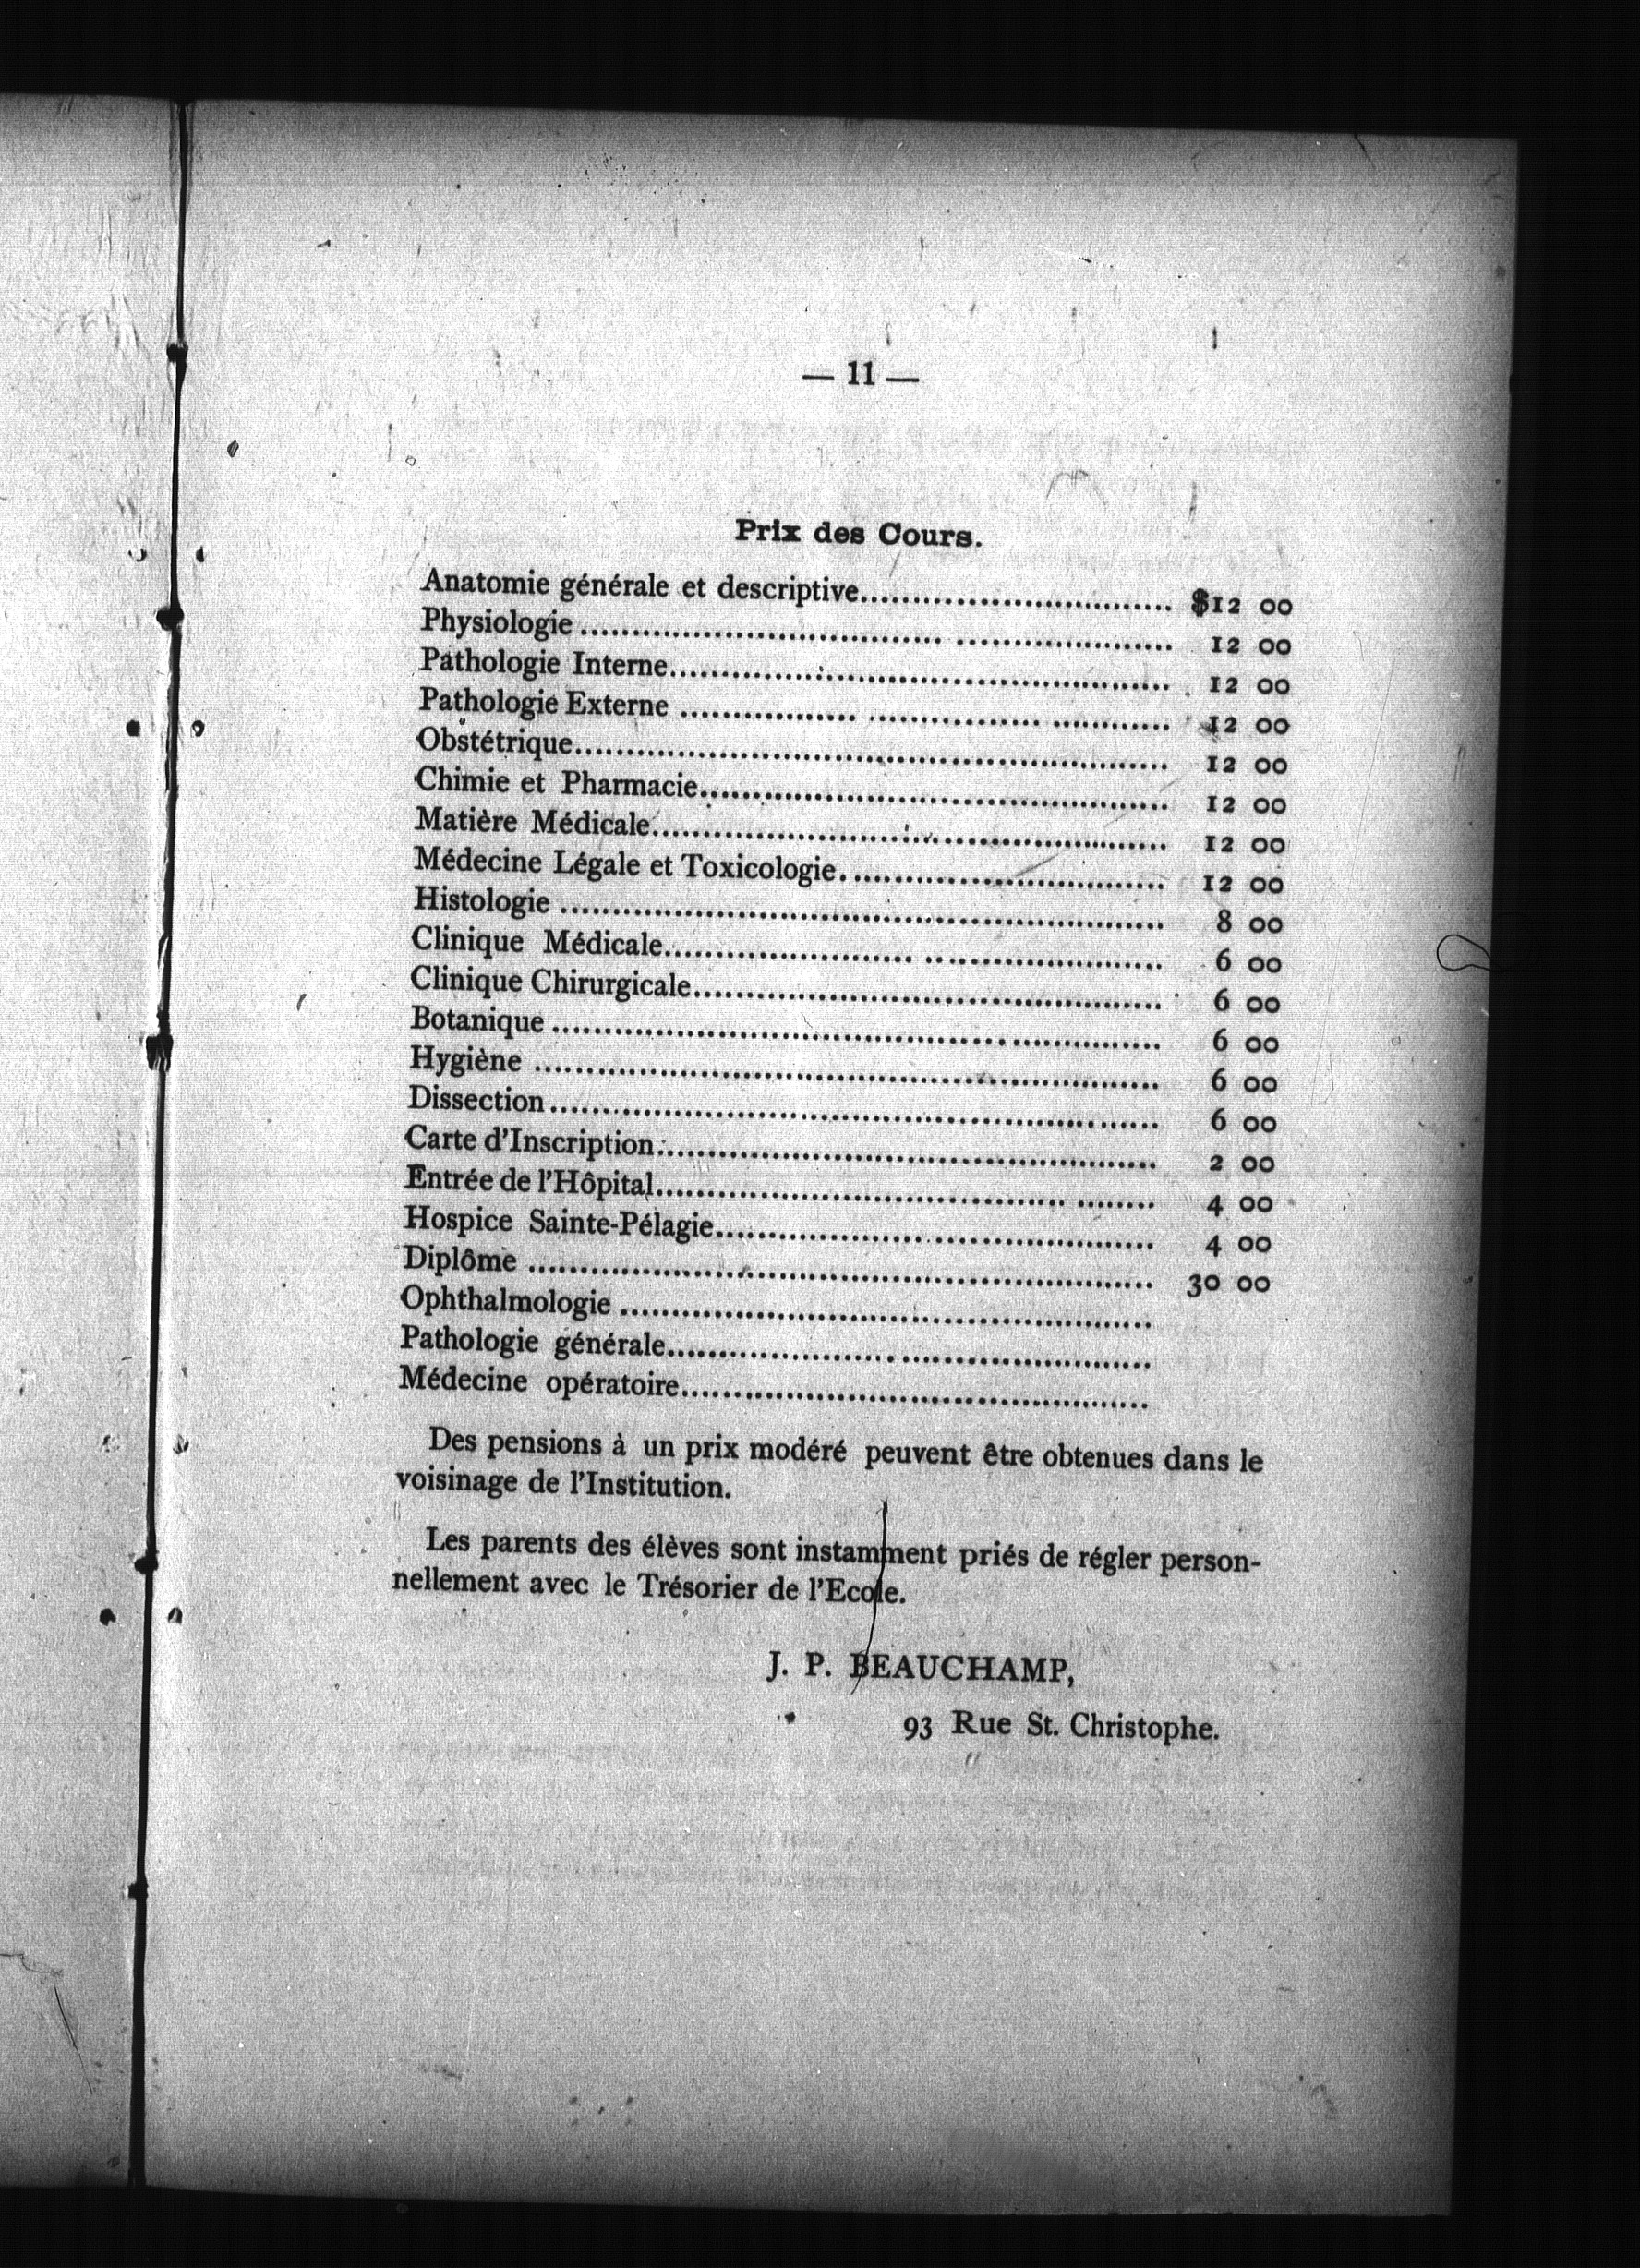 — 11 —
Prix des Cours.
Anatomie générale et descriptive.................................... $12 00
Physiologie.................................................................... 12 00
Pathologie Interne.......................................................... 12 00
Pathologie Externe ......................................................... 12 00
Obstétrique..................................................................... 12 00
Chimie et Pharmacie....................................................... 12 00
Matière Médicale............................................................ 12 00
Médecine Légale et Toxicologie....................................... 12 00
Histologie ...................................................................... 8 00
Clinique Médicale........................................................... 6 00
Clinique Chirurgicale....................................................... 6 00
Botanique ...................................................................... 6 00
Hygiène ......................................................................... 6 00
Dissection....................................................................... 6 00
Carte d'Inscription.......................................................... 2 00
Entrée de l'Hôpital.......................................................... 4 00
Hospice Sainte-Pélagie.................................................... 4 00
Diplôme ......................................................................... 30 00
Ophthalmologie ..............................................................
Pathologie générale.........................................................
Médecine opératoire.......................................................
Des pensions à un prix modéré peuvent être obtenues dans le
voisinage de l'Institution.
Les parents des élèves sont instamment priés de régler person-
nellement avec le Trésorier de l'Ecole.
J. P. BEAUCHAMP,
93 Rue St. Christophe.